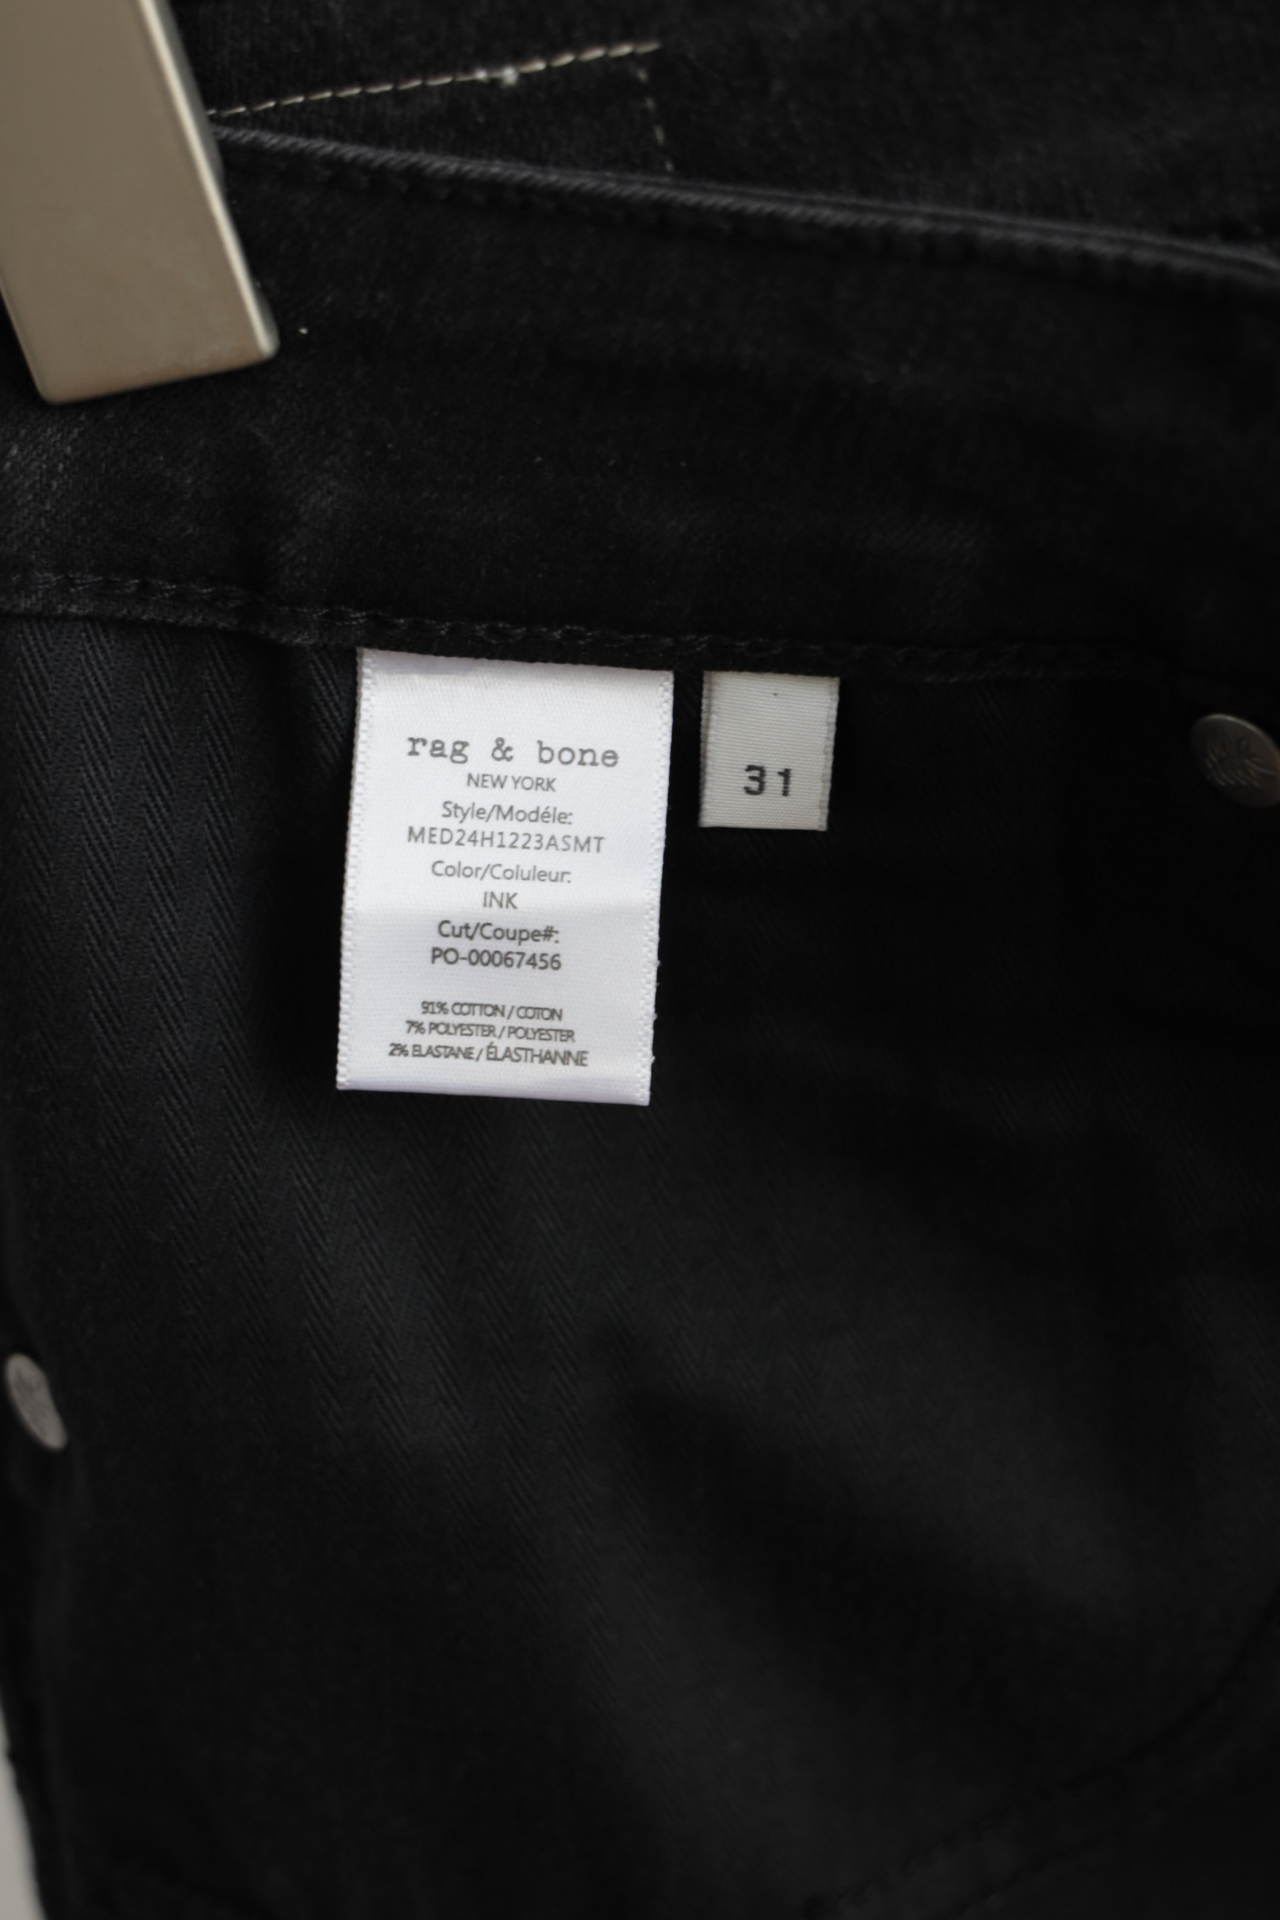 rag & bone
NEW YORK
Style/Modéle:
MED24H1223ASMT
Color/Coluleur:
INK
Cut/Coupe#:
PO-00067456
91% COTTON / COTON
7% POLYESTER / POLYESTER
2% ELASTANE / ÉLASTHANNE
31